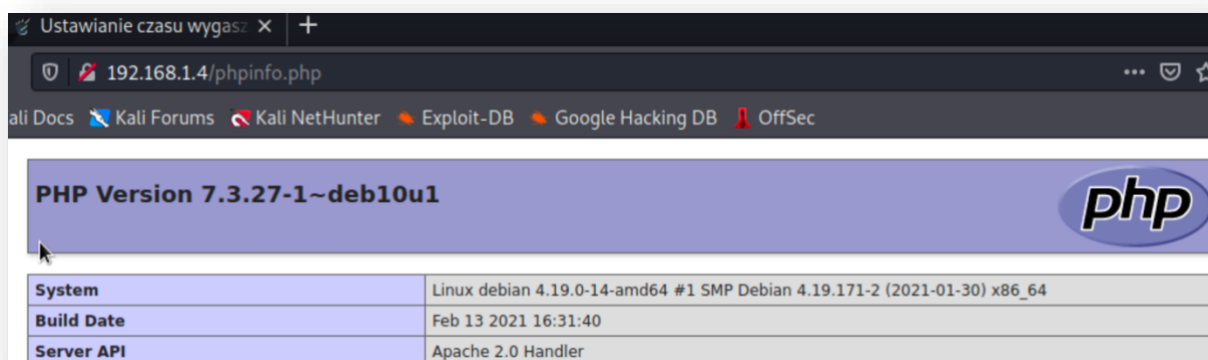 Ustawianie czasu wygasz
192.168.1.4/phpinfo.php
ali Docs Kali Forums Kali NetHunter Exploit-DB Google Hacking DB OffSec
PHP Version 7.3.27-1~deb10u1
php
System Linux debian 4.19.0-14-amd64 #1 SMP Debian 4.19.171-2 (2021-01-30) x86_64
Build Date Feb 13 2021 16:31:40
Server API Apache 2.0 Handler